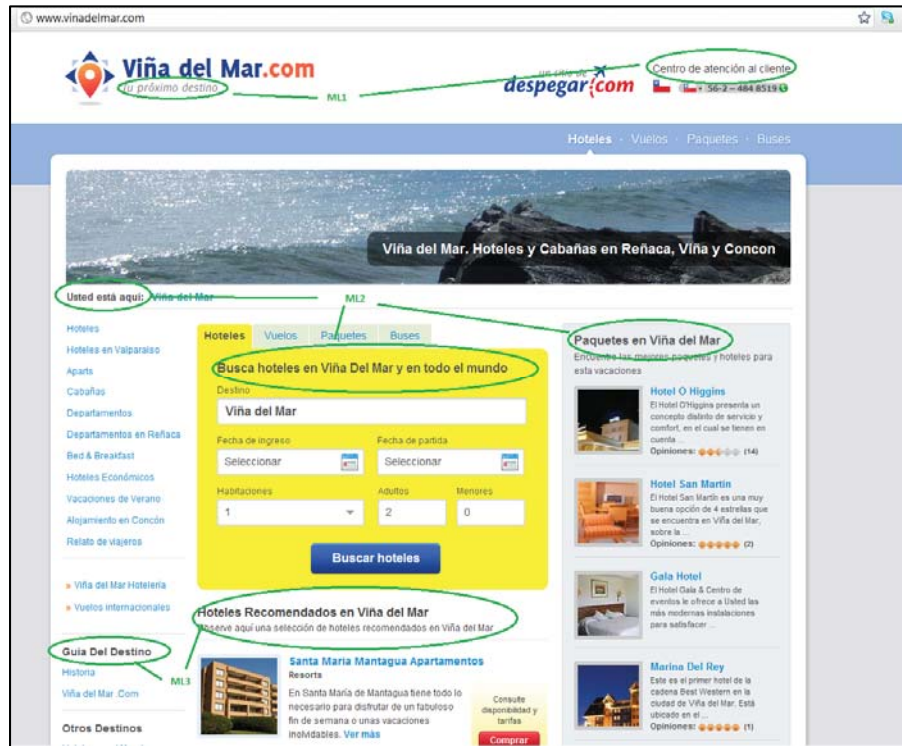 www.vinadelmar.com
Viña del Mar.com
Tu próximo destino
ML1
un sitio de
despegar.com
Centro de atención al cliente
56-2 – 484 8519
Hoteles · Vuelos · Paquetes · Buses
Viña del Mar. Hoteles y Cabañas en Reñaca, Viña y Concon
Usted está aquí: Viña del Mar
ML2
Hoteles
Hoteles en Valparaiso
Aparts
Cabañas
Departamentos
Departamentos en Reñaca
Bed & Breakfast
Hoteles Económicos
Vacaciones de Verano
Alojamiento en Concón
Relato de viajeros
» Viña del Mar Hotelería
» Vuelos internacionales
Guia Del Destino
ML3
Historia
Viña del Mar .Com
Otros Destinos
Hoteles Vuelos Paquetes Buses
Busca hoteles en Viña Del Mar y en todo el mundo
Destino
Viña del Mar
Fecha de ingreso Fecha de partida
Seleccionar Seleccionar
Habitaciones Adultos Menores
1 2 0
Buscar hoteles
Hoteles Recomendados en Viña del Mar
Observe aquí una selección de hoteles recomendados en Viña del Mar
Santa Maria Mantagua Apartamentos
Resorts
En Santa María de Mantagua tiene todo lo
necesario para disfrutar de un fabuloso
fin de semana o unas vacaciones
inolvidables. Ver más
Consulte
disponibilidad y
tarifas
Comprar
Paquetes en Viña del Mar
Encuentre las mejores paquetes y hoteles para
esta vacaciones
Hotel O Higgins
El Hotel O'Higgins presenta un
concepto distinto de servicio y
comfort, en el cual se tienen en
cuenta ...
Opiniones: (14)
Hotel San Martin
El Hotel San Martín es una muy
buena opción de 4 estrellas que
se encuentra en Viña del Mar,
sobre la ...
Opiniones: (2)
Gala Hotel
El Hotel Gala & Centro de
eventos le ofrece a Usted las
más modernas instalaciones
para satisfacer ...
Marina Del Rey
Este es el primer hotel de la
cadena Best Western en la
ciudad de Viña del Mar. Está
ubicado en el ...
Opiniones: (1)